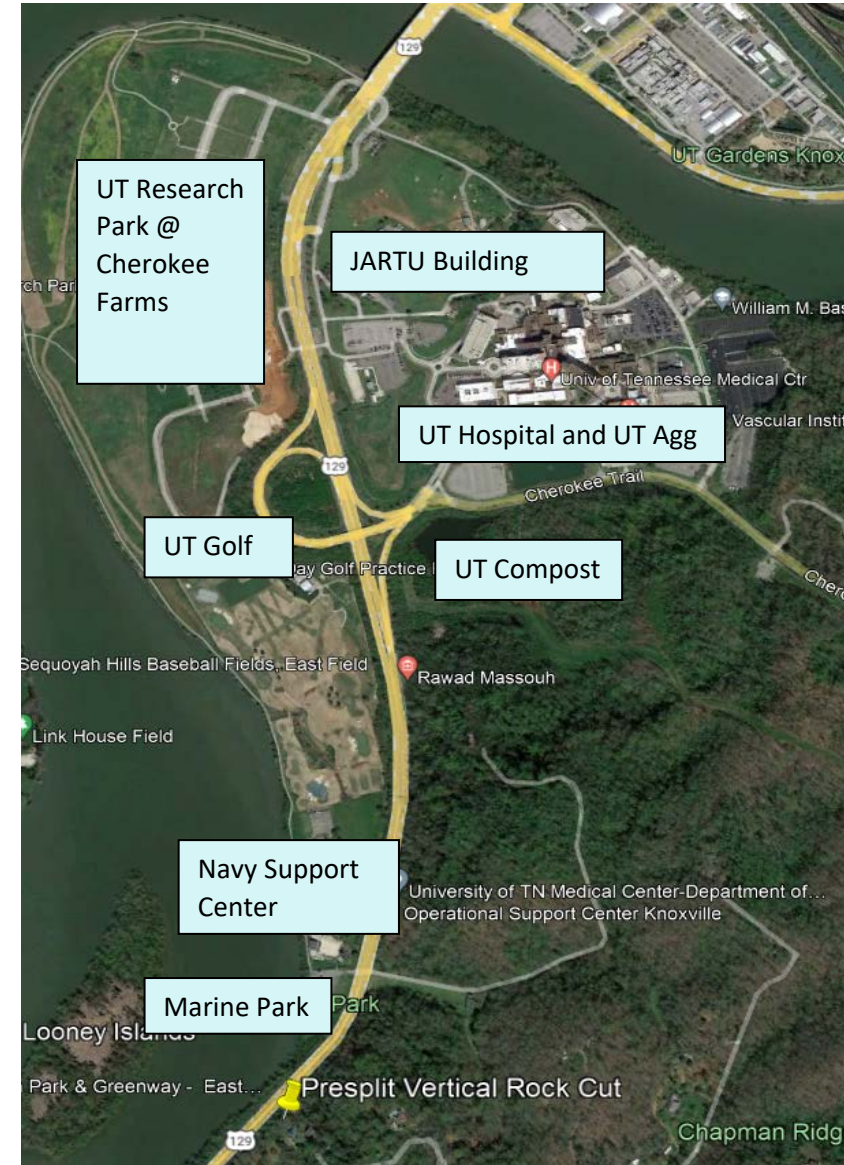 129
UT Gardens Knox
UT Research
Park @
Cherokee
Farms
JARTU Building
rch Par
William M. Bas
Univ of Tennessee Medical Ctr
UT Hospital and UT Agg
Vascular Instit
129
Cherokee Trail
UT Golf
Day Golf Practice
UT Compost
Chero
Sequoyah Hills Baseball Fields, East Field
Rawad Massouh
Link House Field
Navy Support
Center
University of TN Medical Center-Department of...
Operational Support Center Knoxville
Marine Park
Park
Looney Islands
Park & Greenway - East...
Presplit Vertical Rock Cut
129
Chapman Ridg